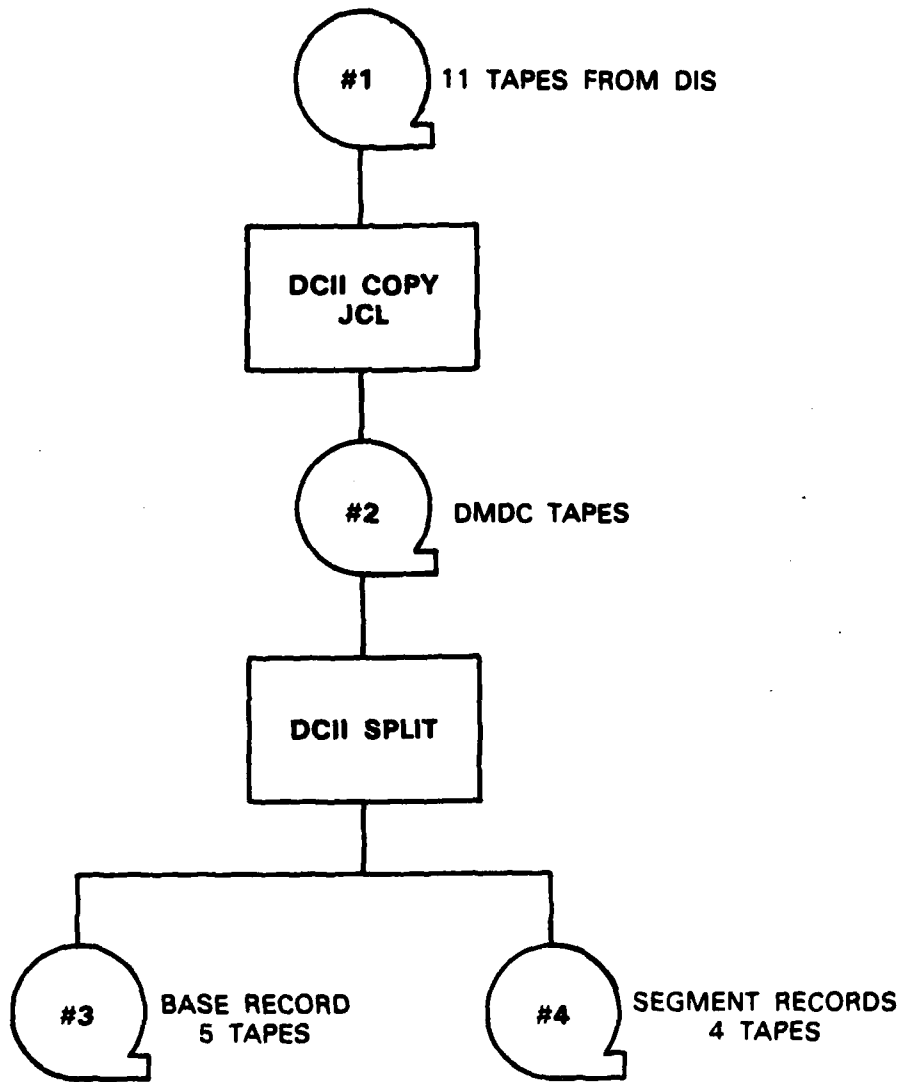 #1
11 TAPES FROM DIS
DCII COPY
JCL
#2
DMDC TAPES
DCII SPLIT
#3
BASE RECORD
5 TAPES
#4
SEGMENT RECORDS
4 TAPES